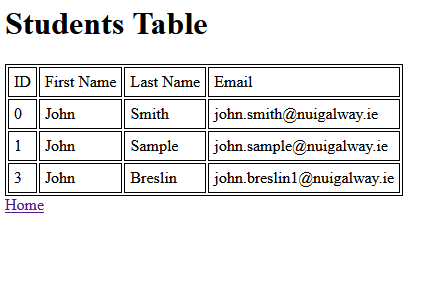 Students Table
ID First Name Last Name Email
0 John Smith john.smith@nuigalway.ie
1 John Sample john.sample@nuigalway.ie
3 John Breslin john.breslin1@nuigalway.ie
Home